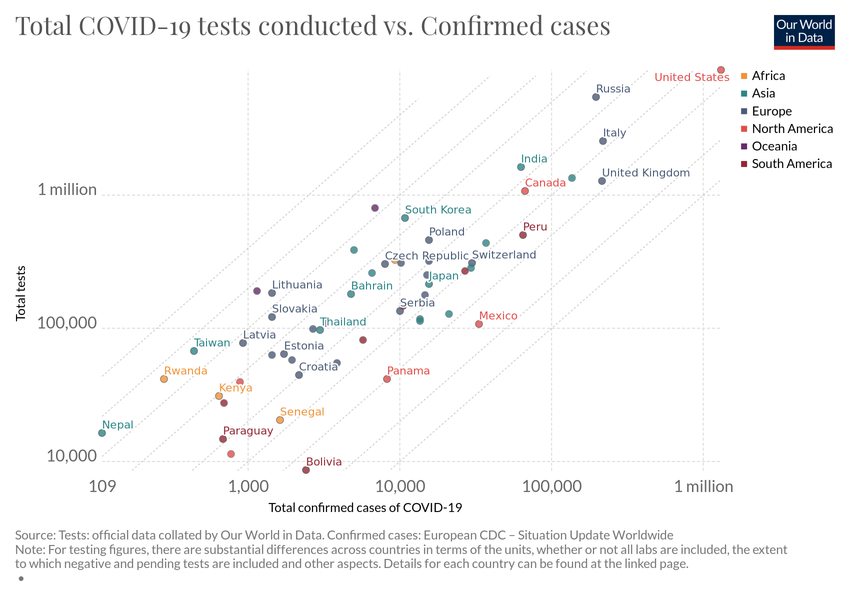 Total COVID-19 tests conducted vs. Confirmed cases
Our World
in Data
United States
Africa
Asia
Europe
North America
Oceania
South America
Russia
Italy
India
United Kingdom
Canada
1 million
South Korea
Peru
Poland
Czech Republic
Switzerland
Lithuania
Bahrain
Japan
Serbia
Total tests
Slovakia
Thailand
Mexico
100,000
Latvia
Taiwan
Estonia
Rwanda
Croatia
Panama
Kenya
Senegal
Nepal
Paraguay
10,000
Bolivia
109
1,000
10,000
100,000
1 million
Total confirmed cases of COVID-19
Source: Tests: official data collated by Our World in Data. Confirmed cases: European CDC – Situation Update Worldwide
Note: For testing figures, there are substantial differences across countries in terms of the units, whether or not all labs are included, the extent
to which negative and pending tests are included and other aspects. Details for each country can be found at the linked page.